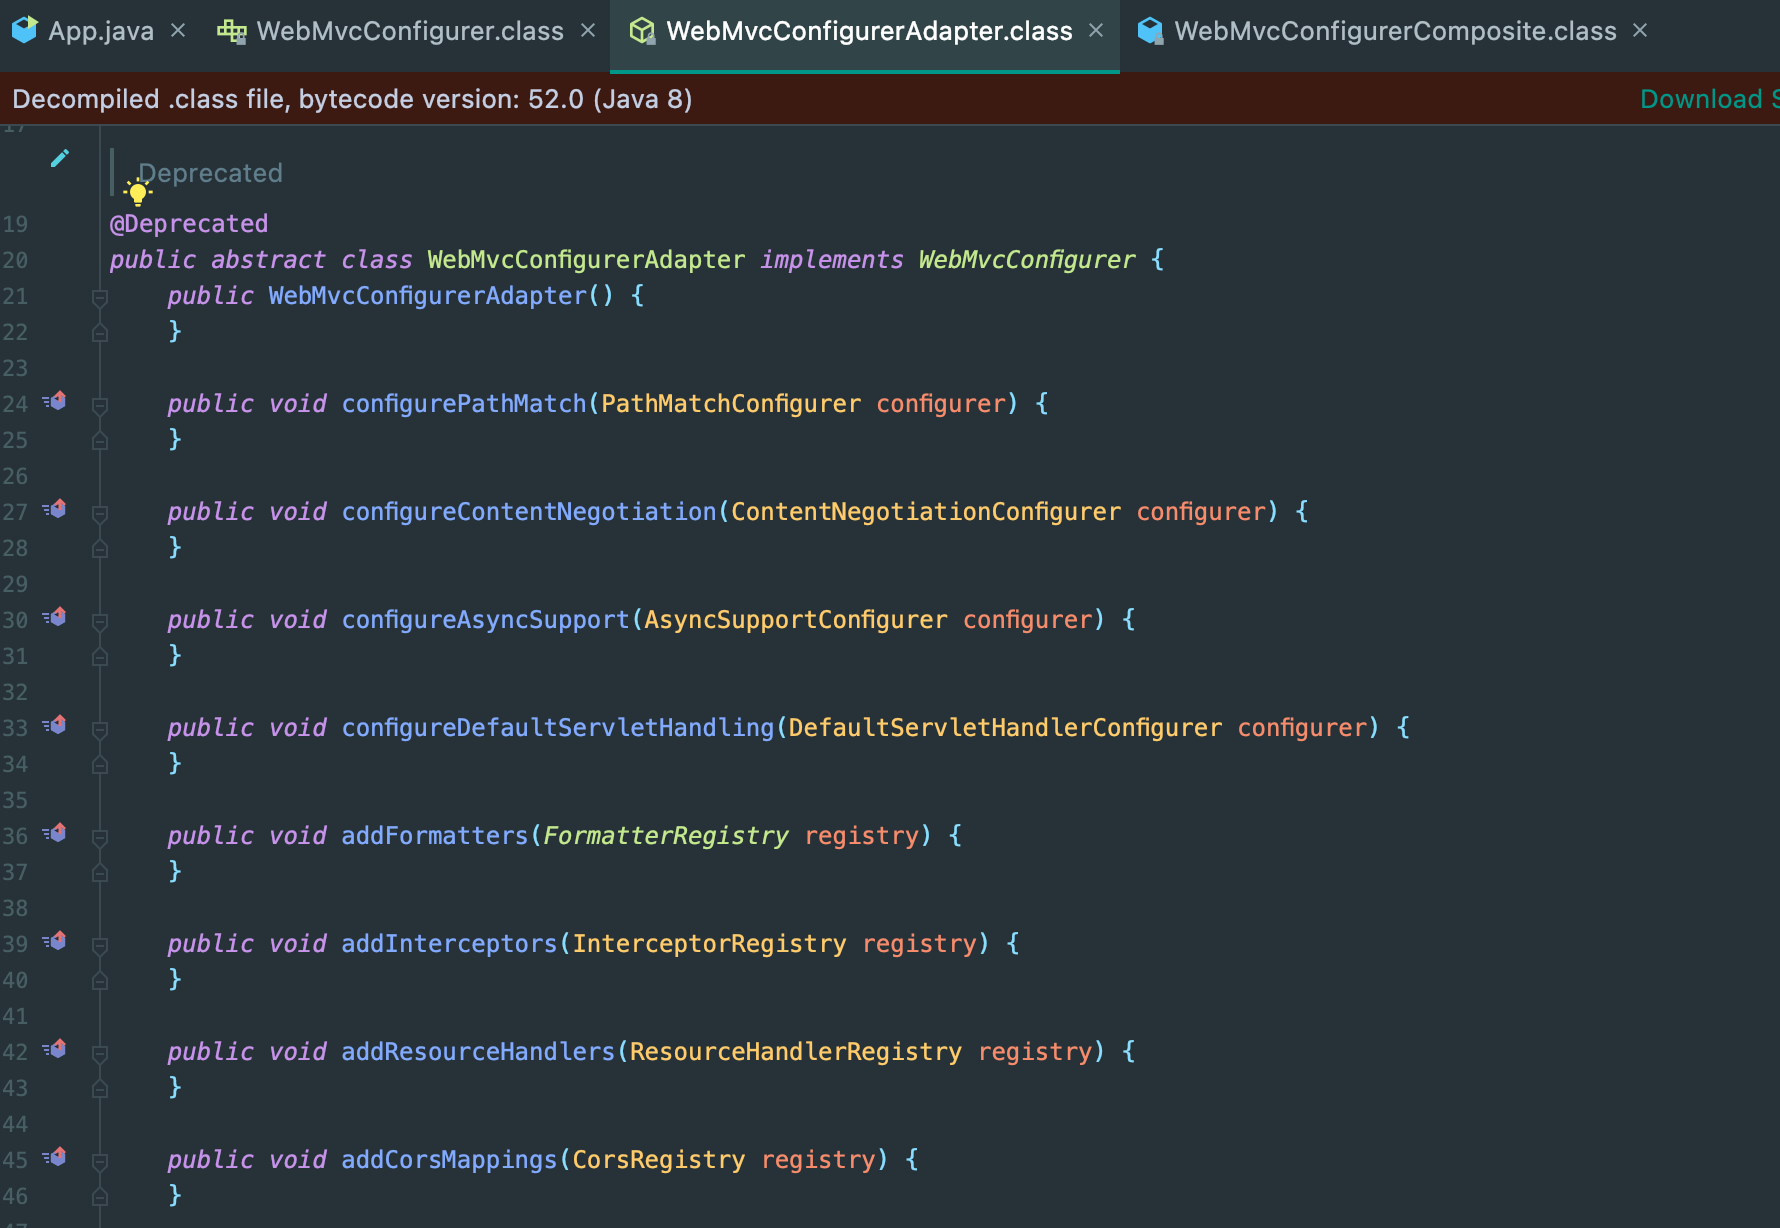 App.java × WebMvcConfigurer.class × WebMvcConfigurerAdapter.class × WebMvcConfigurerComposite.class ×
Decompiled .class file, bytecode version: 52.0 (Java 8) Download
Deprecated
19 @Deprecated
20 public abstract class WebMvcConfigurerAdapter implements WebMvcConfigurer {
21 public WebMvcConfigurerAdapter() {
22 }
23
24 public void configurePathMatch(PathMatchConfigurer configurer) {
25 }
26
27 public void configureContentNegotiation(ContentNegotiationConfigurer configurer) {
28 }
29
30 public void configureAsyncSupport(AsyncSupportConfigurer configurer) {
31 }
32
33 public void configureDefaultServletHandling(DefaultServletHandlerConfigurer configurer) {
34 }
35
36 public void addFormatters(FormatterRegistry registry) {
37 }
38
39 public void addInterceptors(InterceptorRegistry registry) {
40 }
41
42 public void addResourceHandlers(ResourceHandlerRegistry registry) {
43 }
44
45 public void addCorsMappings(CorsRegistry registry) {
46 }